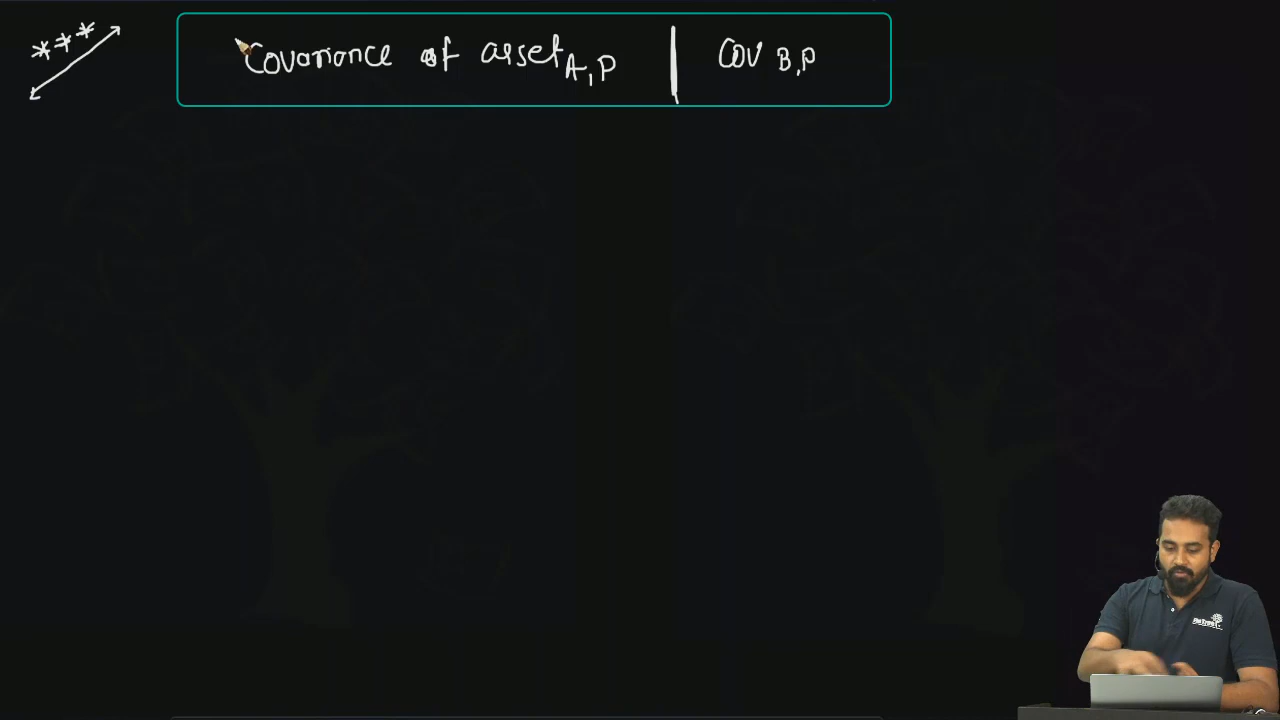 ***
Covariance of asset A,P | Cov B,P